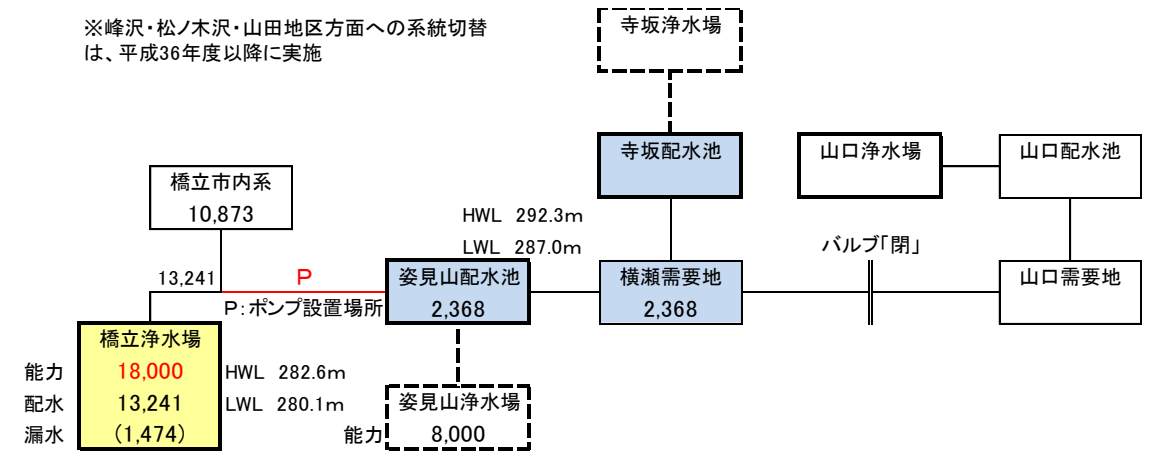 ※峰沢・松ノ木沢・山田地区方面への系統切替
は、平成36年度以降に実施
寺坂浄水場
寺坂配水池
山口浄水場
山口配水池
橋立市内系
10,873
HWL 292.3m
LWL 287.0m
バルブ「閉」
13,241
P
P：ポンプ設置場所
姿見山配水池
2,368
横瀬需要地
2,368
山口需要地
橋立浄水場
能力 18,000 HWL 282.6m
配水 13,241 LWL 280.1m
漏水 (1,474)
姿見山浄水場
能力 8,000